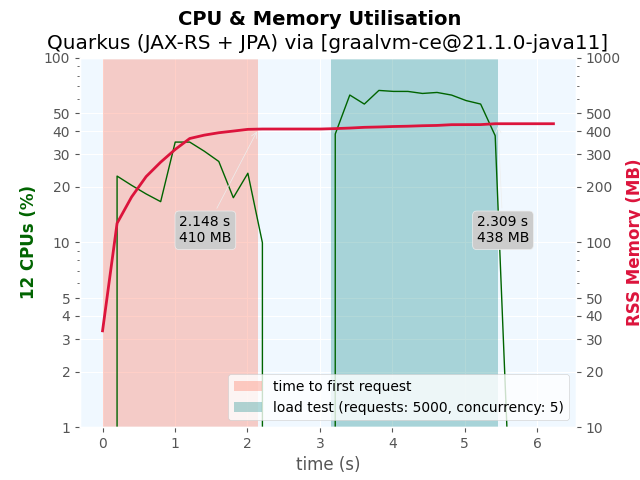 CPU & Memory Utilisation
Quarkus (JAX-RS + JPA) via [graalvm-ce@21.1.0-java11]
100
50
40
30
20
10
5
4
3
2
1
12 CPUs (%)
1000
500
400
300
200
100
50
40
30
20
10
RSS Memory (MB)
2.148 s
410 MB
2.309 s
438 MB
time to first request
load test (requests: 5000, concurrency: 5)
0 1 2 3 4 5 6
time (s)